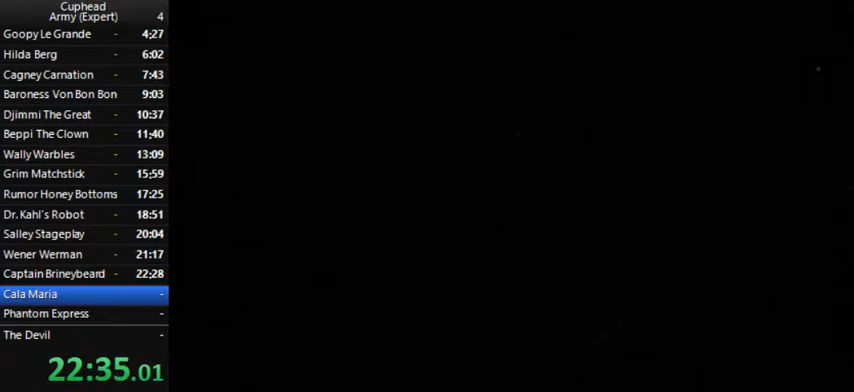 Cuphead
Army (Expert) 4
Goopy Le Grande - 4:27
Hilda Berg - 6:02
Cagney Carnation - 7:43
Baroness Von Bon Bon 9:03
Djimmi The Great - 10:37
Beppi The Clown - 11:40
Wally Warbles - 13:09
Grim Matchstick - 15:59
Rumor Honey Bottoms - 17:25
Dr. Kahl's Robot - 18:51
Salley Stageplay - 20:04
Wener Werman - 21:17
Captain Brineybeard - 22:28
Cala Maria -
Phantom Express -
The Devil -
22:35.01